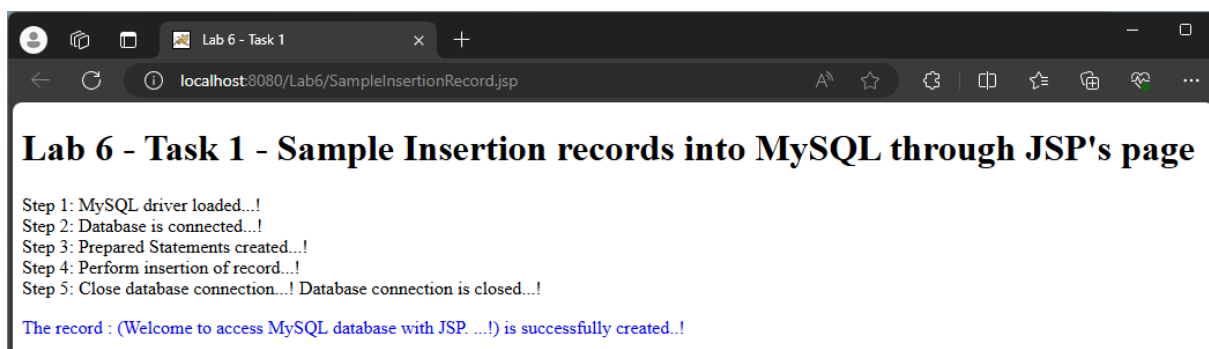 Lab 6 - Task 1
localhost:8080/Lab6/SampleInsertionRecord.jsp
Lab 6 - Task 1 - Sample Insertion records into MySQL through JSP's page
Step 1: MySQL driver loaded...!
Step 2: Database is connected...!
Step 3: Prepared Statements created...!
Step 4: Perform insertion of record...!
Step 5: Close database connection...! Database connection is closed...!
The record : (Welcome to access MySQL database with JSP. ...!) is successfully created..!